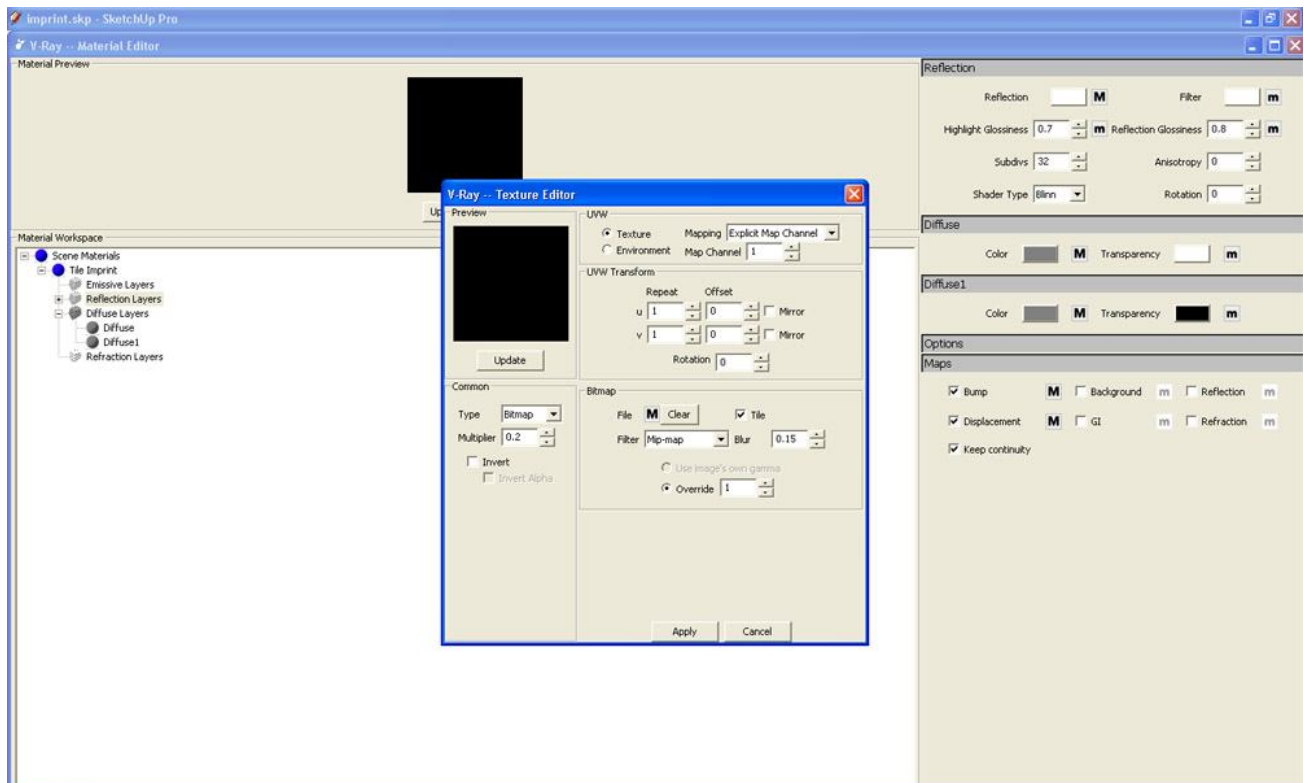 imprint.skp - SketchUp Pro
V-Ray -- Material Editor
Material Preview
Material Workspace
Scene Materials
Tile Imprint
Emissive Layers
Reflection Layers
Diffuse Layers
Diffuse
Diffuse1
Refraction Layers
V-Ray -- Texture Editor
Preview
Update
Common
Type Bitmap
Multiplier 0.2
Invert
Invert Alpha
UVW
Texture Mapping Explicit Map Channel
Environment Map Channel 1
UVW Transform
Repeat Offset
u 1 0 Mirror
v 1 0 Mirror
Rotation 0
Bitmap
File M Clear Tile
Filter Mip-map Blur 0.15
Use image's own gamma
Override 1
Apply Cancel
Reflection
Reflection M Filter m
Highlight Glossiness 0.7 m Reflection Glossiness 0.8 m
Subdivs 32 Anisotropy 0
Shader Type Blinn Rotation 0
Diffuse
Color M Transparency m
Diffuse1
Color M Transparency m
Options
Maps
Bump M Background m Reflection m
Displacement M GI m Refraction m
Keep continuity